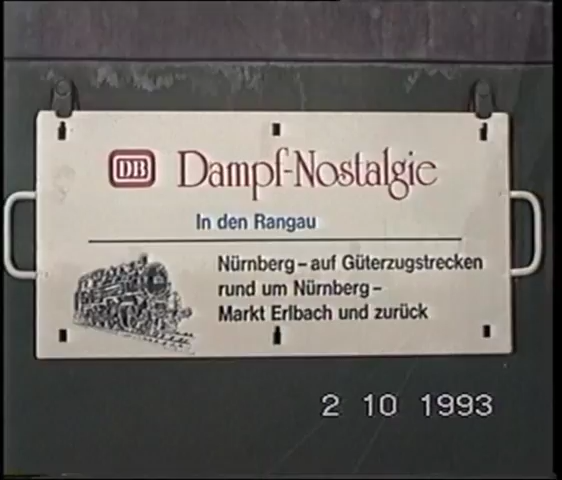 DB Dampf-Nostalgie
In den Rangau
Nürnberg – auf Güterzugstrecken
rund um Nürnberg –
Markt Erlbach und zurück
2 10 1993